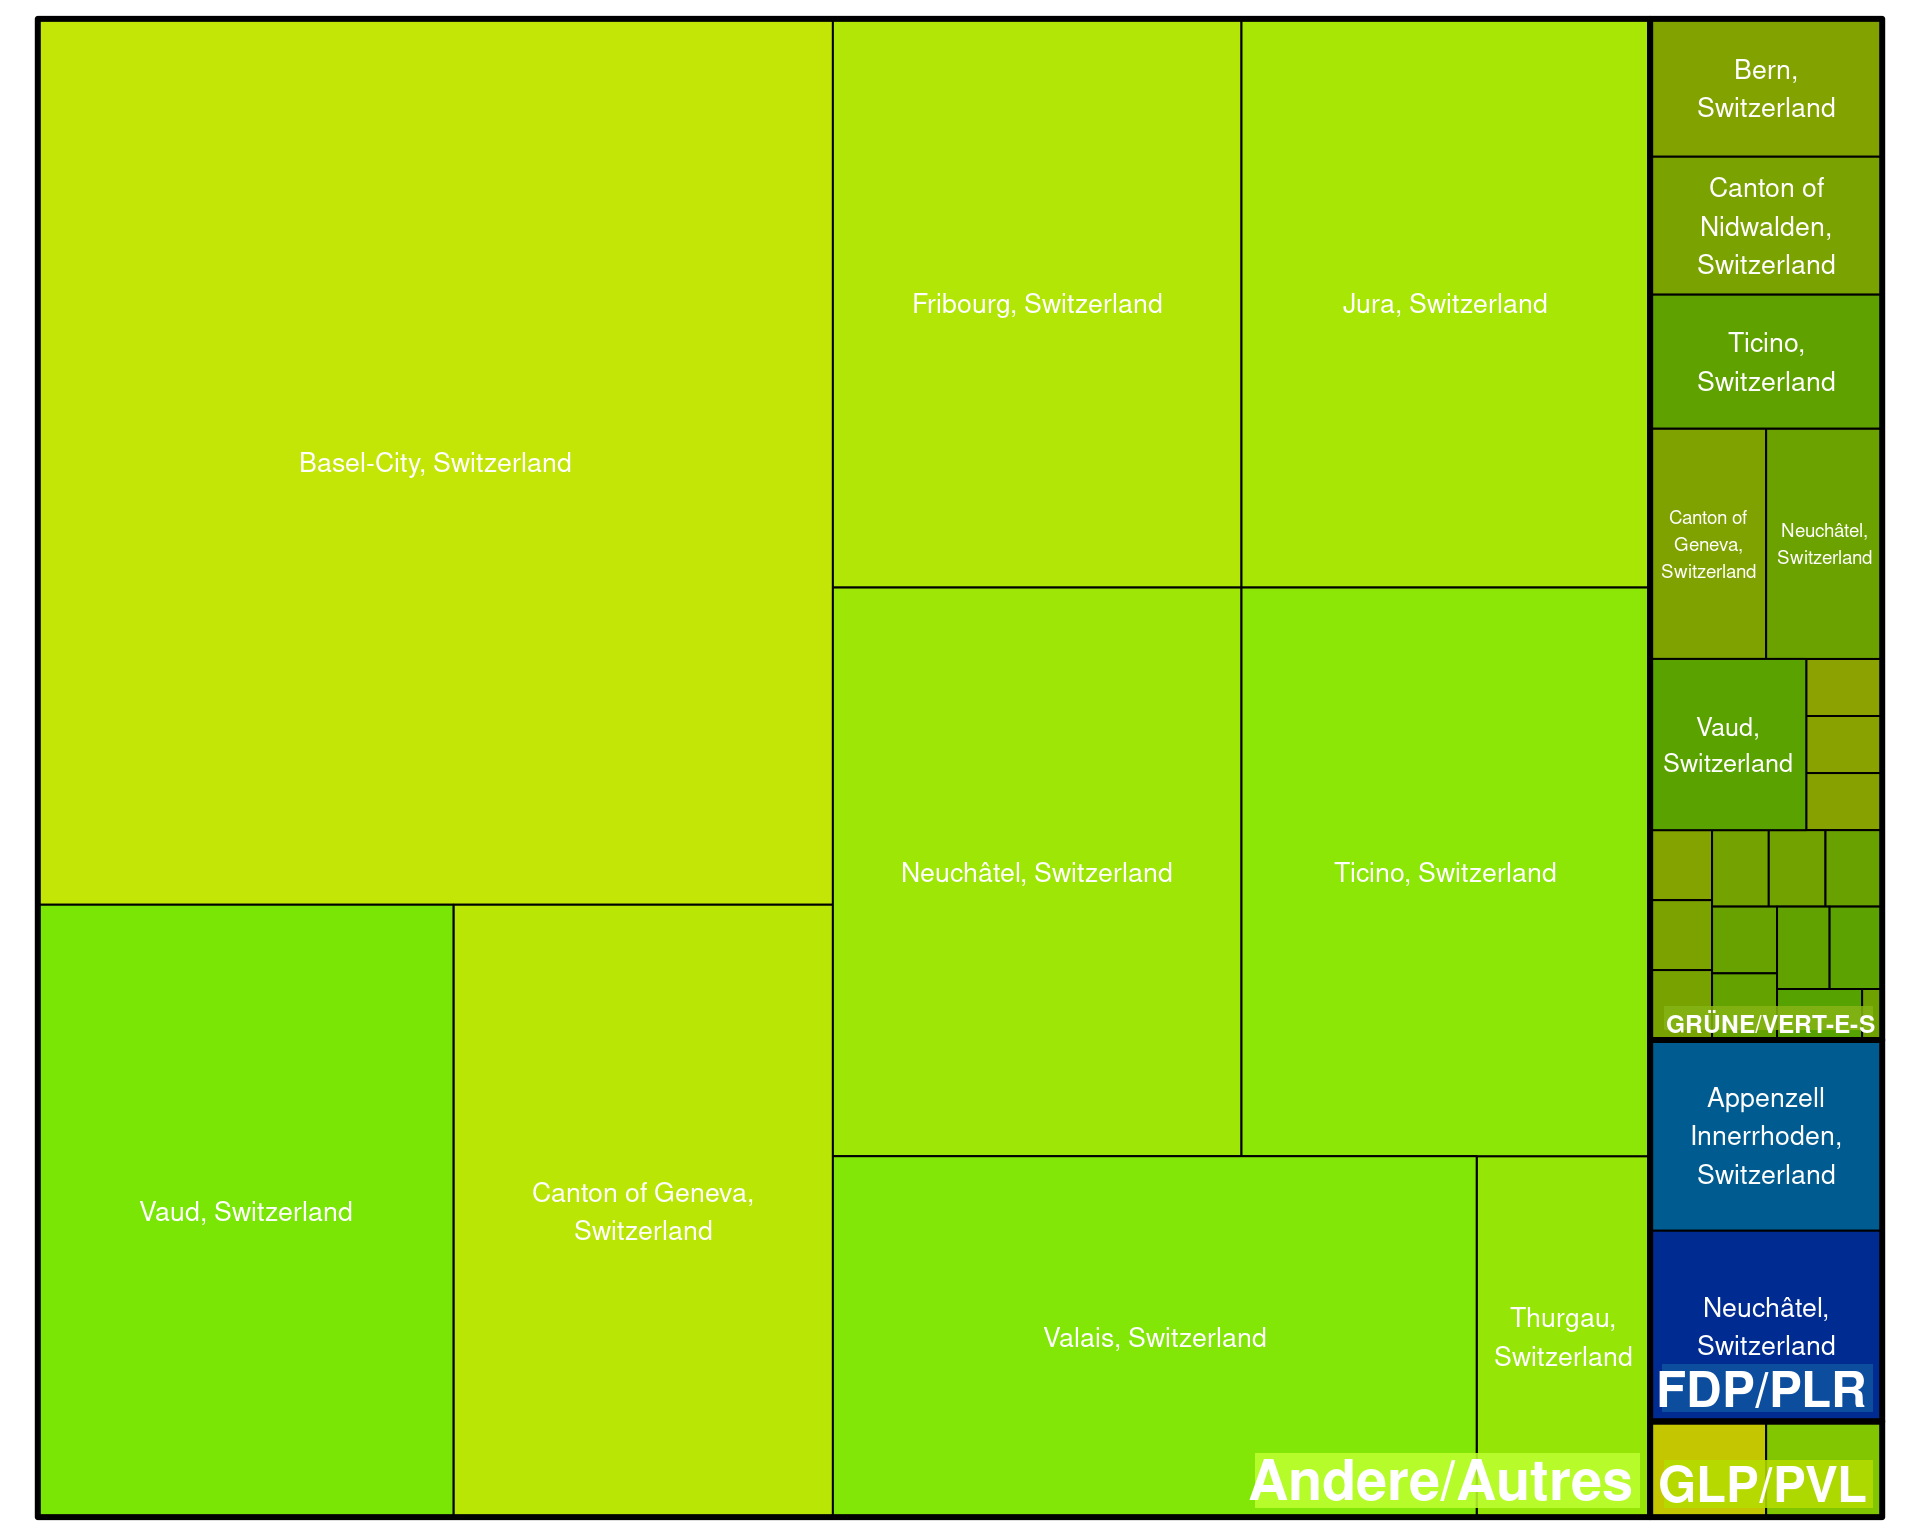 Basel-City, Switzerland
Fribourg, Switzerland
Jura, Switzerland
Neuchâtel, Switzerland
Ticino, Switzerland
Vaud, Switzerland
Canton of Geneva,
Switzerland
Valais, Switzerland
Thurgau,
Switzerland
Andere/Autres
Bern,
Switzerland
Canton of
Nidwalden,
Switzerland
Ticino,
Switzerland
Canton of
Geneva,
Switzerland
Neuchâtel,
Switzerland
Vaud,
Switzerland
GRÜNE/VERT-E-S
Appenzell
Innerrhoden,
Switzerland
Neuchâtel,
Switzerland
FDP/PLR
GLP/PVL